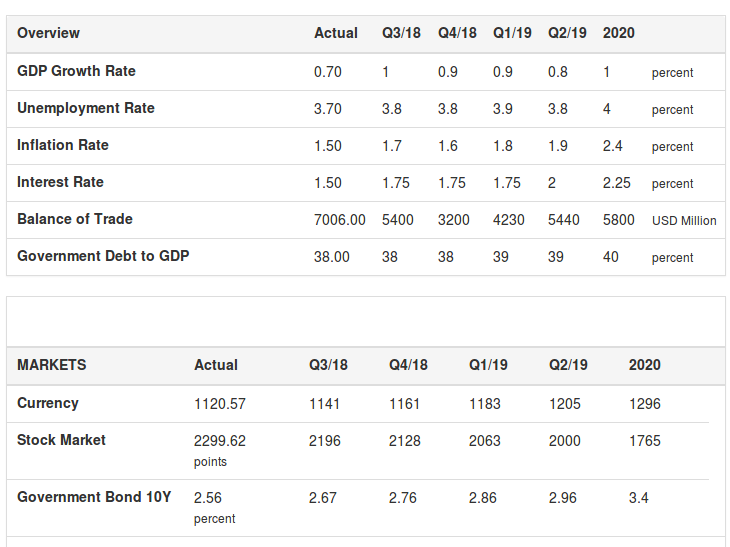 Overview Actual Q3/18 Q4/18 Q1/19 Q2/19 2020
GDP Growth Rate 0.70 1 0.9 0.9 0.8 1 percent
Unemployment Rate 3.70 3.8 3.8 3.9 3.8 4 percent
Inflation Rate 1.50 1.7 1.6 1.8 1.9 2.4 percent
Interest Rate 1.50 1.75 1.75 1.75 2 2.25 percent
Balance of Trade 7006.00 5400 3200 4230 5440 5800 USD Million
Government Debt to GDP 38.00 38 38 39 39 40 percent
MARKETS Actual Q3/18 Q4/18 Q1/19 Q2/19 2020
Currency 1120.57 1141 1161 1183 1205 1296
Stock Market 2299.62 2196 2128 2063 2000 1765
points
Government Bond 10Y 2.56 2.67 2.76 2.86 2.96 3.4
percent